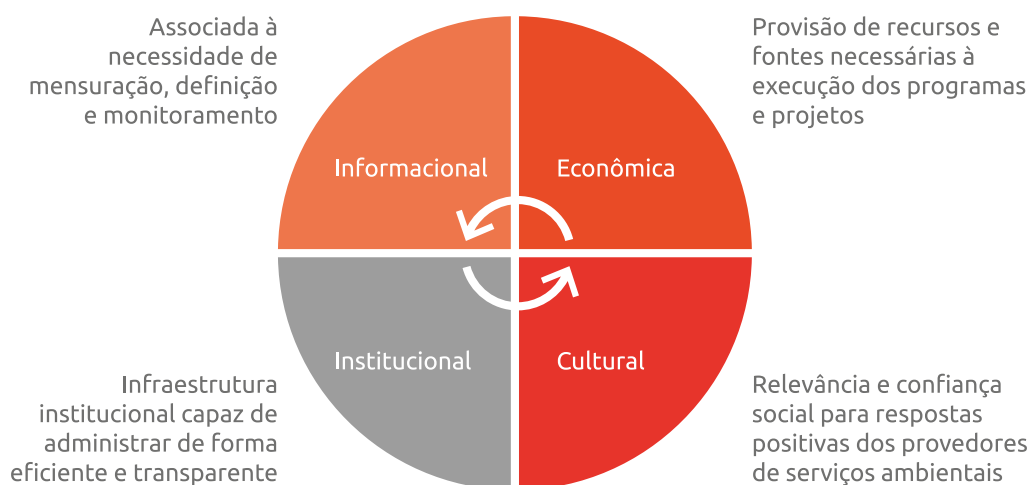 Associada à
necessidade de
mensuração, definição
e monitoramento
Informacional
Econômica
Provisão de recursos e
fontes necessárias à
execução dos programas
e projetos
Infraestrutura
institucional capaz de
administrar de forma
eficiente e transparente
Institucional
Cultural
Relevância e confiança
social para respostas
positivas dos provedores
de serviços ambientais